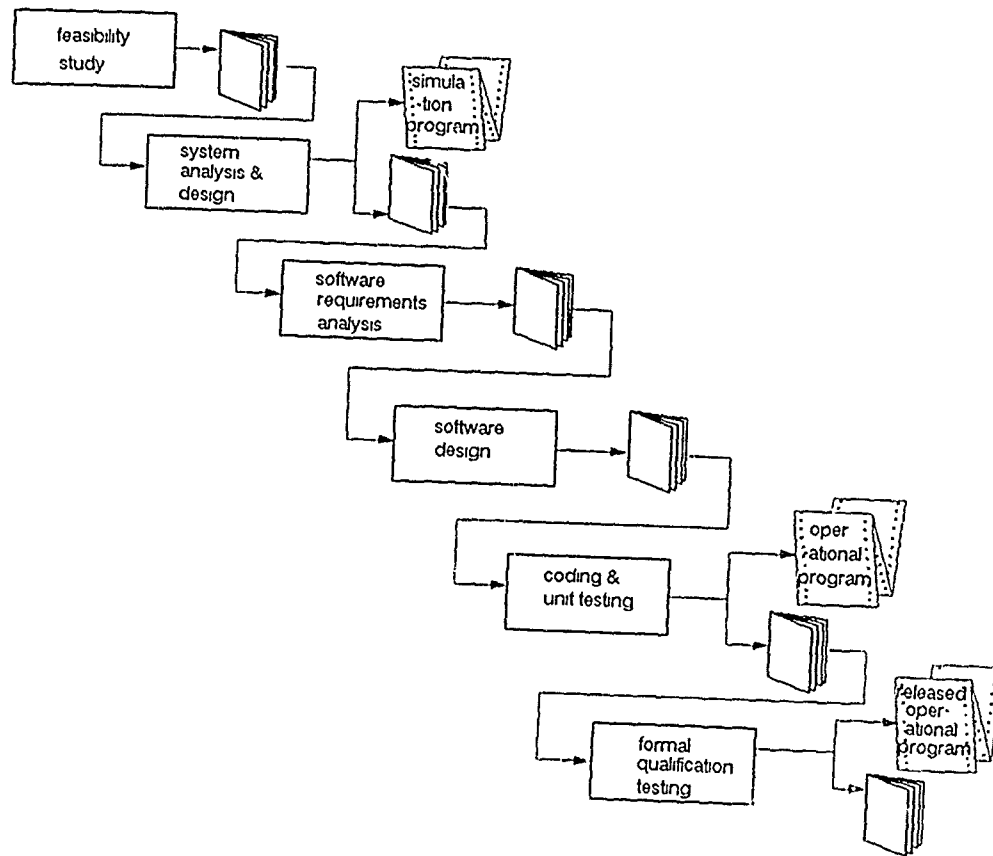 feasibility
study
simula
-tion
program
system
analysis &
design
software
requirements
analysis
software
design
oper
-ational
program
coding &
unit testing
released
oper-
-ational
program
formal
qualification
testing